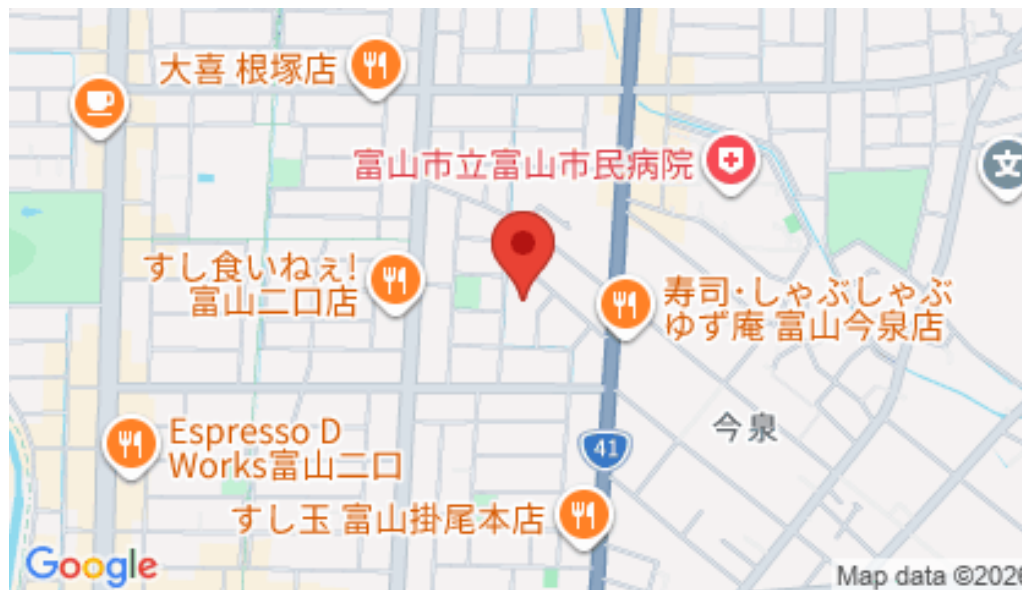 大喜 根塚店
富山市立富山市民病院
文
すし食いねぇ!
富山二口店
寿司・しゃぶしゃぶ
ゆず庵 富山今泉店
今泉
Espresso D
Works富山二口
41
すし玉 富山掛尾本店
Google
Map data ©2026